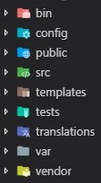 bin
config
public
src
templates
tests
translations
var
vendor